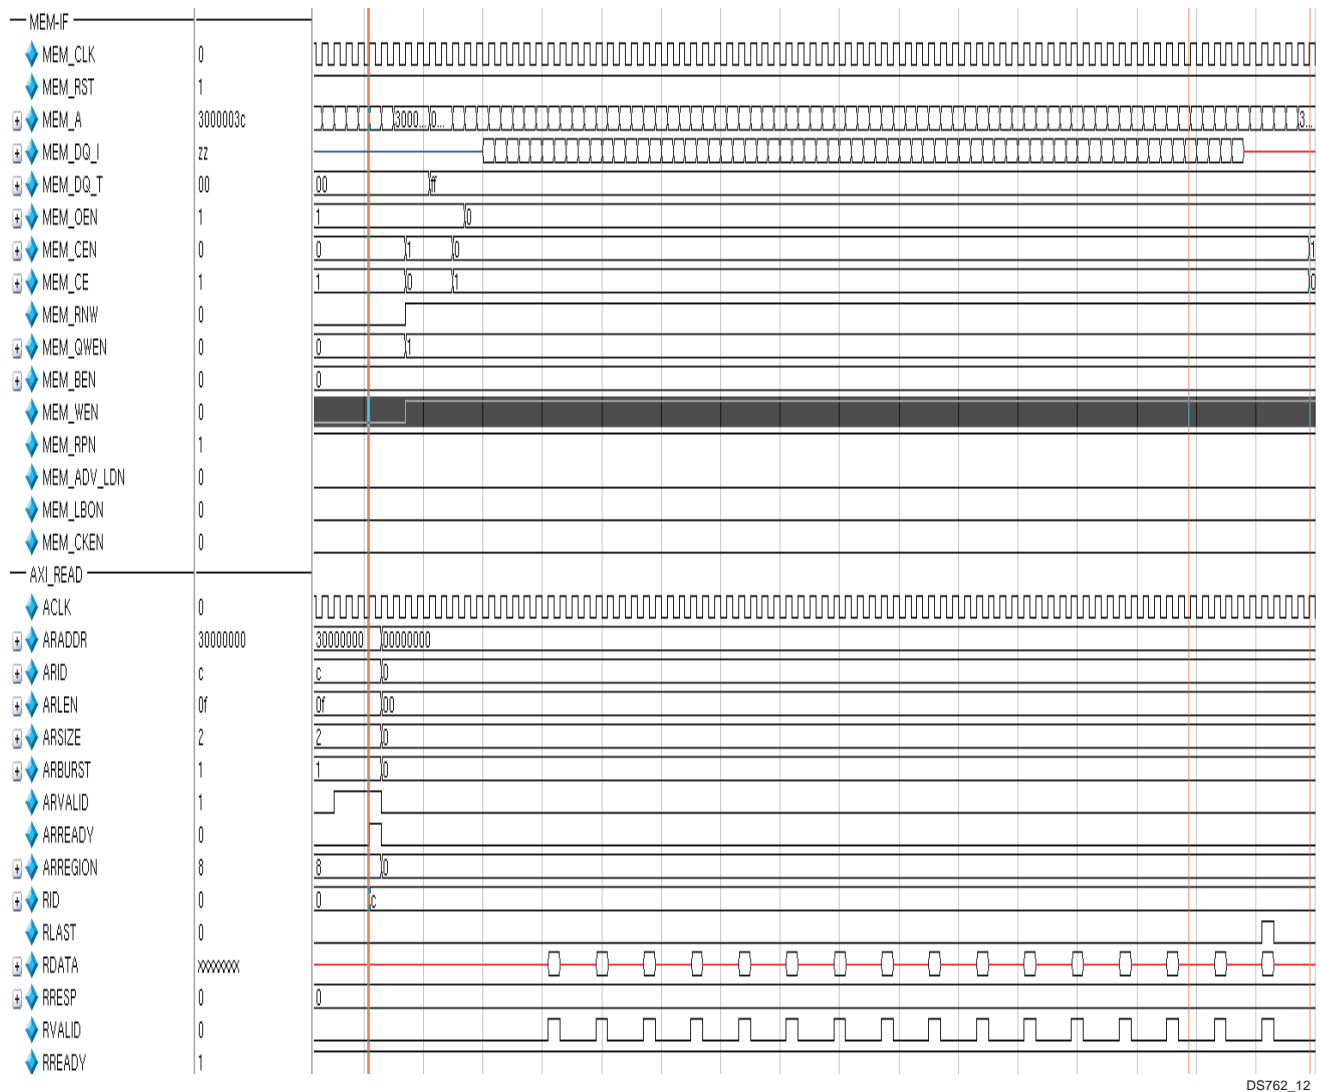 MEM-IF
MEM_CLK 0
MEM_RST 1
MEM_A 3000003c 3000... 0... 3...
MEM_DQ_I zz
MEM_DQ_T 00 00 ff
MEM_OEN 1 1 0
MEM_CEN 0 0 1 0 1
MEM_CE 1 1 0 1 0
MEM_RNW 0
MEM_QWEN 0 0 1
MEM_BEN 0 0
MEM_WEN 0
MEM_RPN 1
MEM_ADV_LDN 0
MEM_LBON 0
MEM_CKEN 0
AXI_READ
ACLK 0
ARADDR 30000000 30000000 00000000
ARID c c 0
ARLEN 0f 0f 00
ARSIZE 2 2 0
ARBURST 1 1 0
ARVALID 1
ARREADY 0
ARREGION 8 8 0
RID 0 0 c
RLAST 0
RDATA xxxxxxxx
RRESP 0 0
RVALID 0
RREADY 1
DS762_12